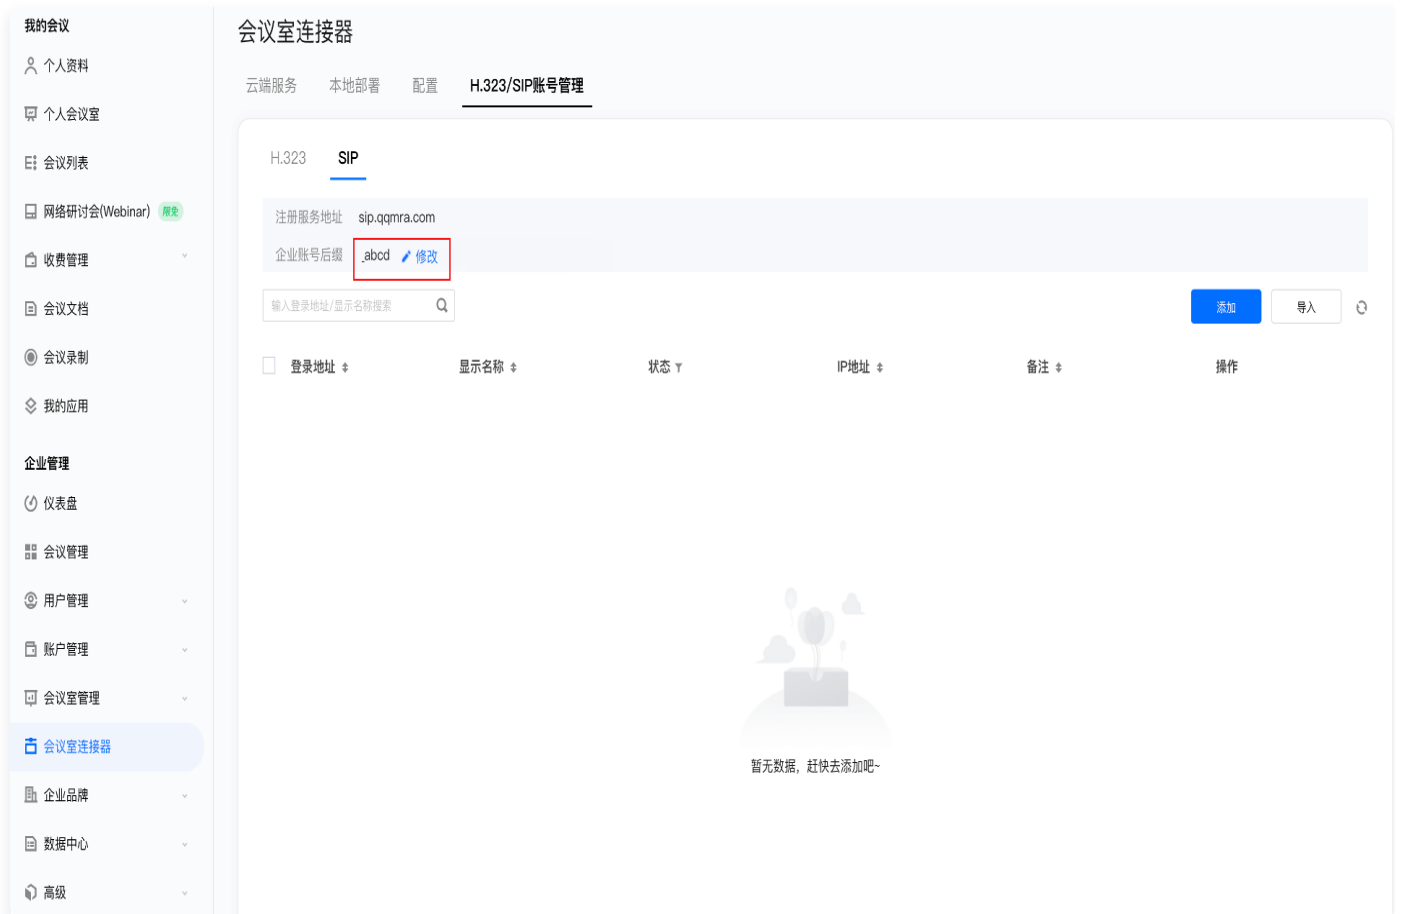 我的会议
个人资料
个人会议室
会议列表
网络研讨会(Webinar) 限免
收费管理
会议文档
会议录制
我的应用
企业管理
仪表盘
会议管理
用户管理
账户管理
会议室管理
会议室连接器
企业品牌
数据中心
高级
会议室连接器
云端服务 本地部署 配置 H.323/SIP账号管理
H.323 SIP
注册服务地址 sip.qqmra.com
企业账号后缀 _abcd 修改
输入登录地址/显示名称搜索 添加 导入
登录地址 显示名称 状态 IP地址 备注 操作
暂无数据，赶快去添加吧~